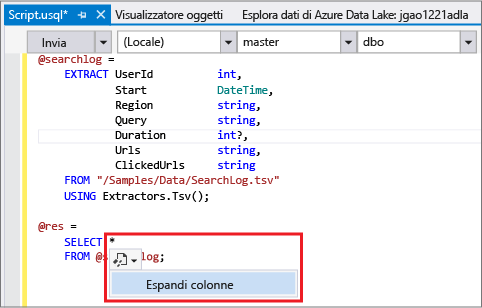 Script.usql* Visualizzatore oggetti Esplora dati di Azure Data Lake: jgao1221adla
Invia (Locale) master dbo
@searchlog =
EXTRACT UserId int,
Start DateTime,
Region string,
Query string,
Duration int?,
Urls string,
ClickedUrls string
FROM "/Samples/Data/SearchLog.tsv"
USING Extractors.Tsv();
@res =
SELECT *
FROM @s log;
Espandi colonne